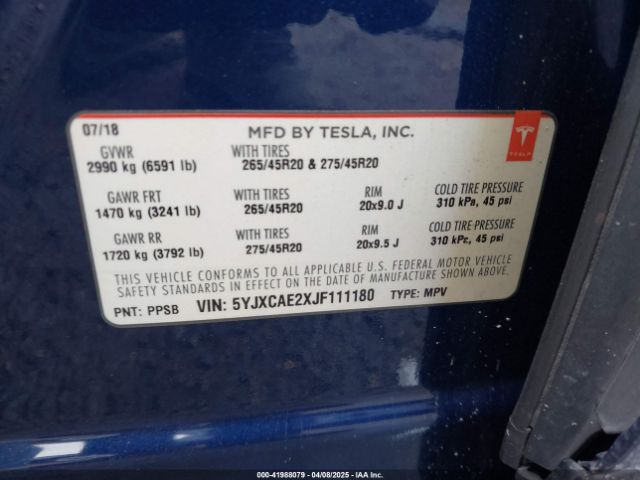 07/18 MFD BY TESLA, INC.
GVWR WITH TIRES
2990 kg (6591 lb) 265/45R20 & 275/45R20
GAWR FRT WITH TIRES RIM COLD TIRE PRESSURE
1470 kg (3241 lb) 265/45R20 20x9.0 J 310 kPa, 45 psi
GAWR RR WITH TIRES RIM COLD TIRE PRESSURE
1720 kg (3792 lb) 275/45R20 20x9.5 J 310 kPa, 45 psi
THIS VEHICLE CONFORMS TO ALL APPLICABLE U.S. FEDERAL MOTOR VEHICLE
SAFETY STANDARDS IN EFFECT ON THE DATE OF MANUFACTURE SHOWN ABOVE.
PNT: PPSB VIN: 5YJXCAE2XJF111180 TYPE: MPV
TESLA
000-41988079 04/08/2025 IAA Inc.